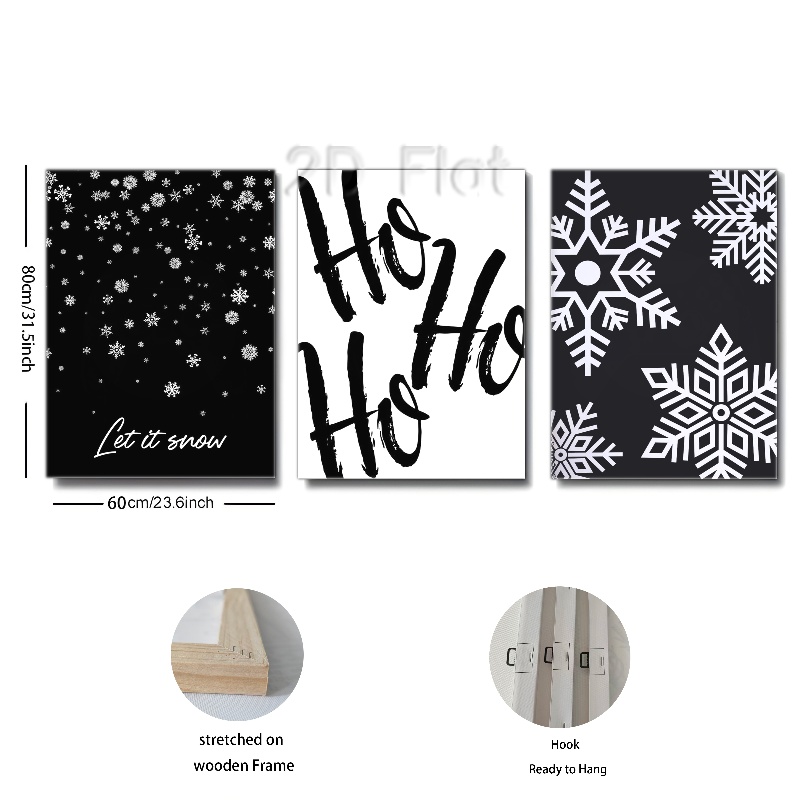 2D Flat
80cm/31.5inch
Let it snow
Ho
Ho
Ho
60cm/23.6inch
stretched on
wooden Frame
Hook
Ready to Hang